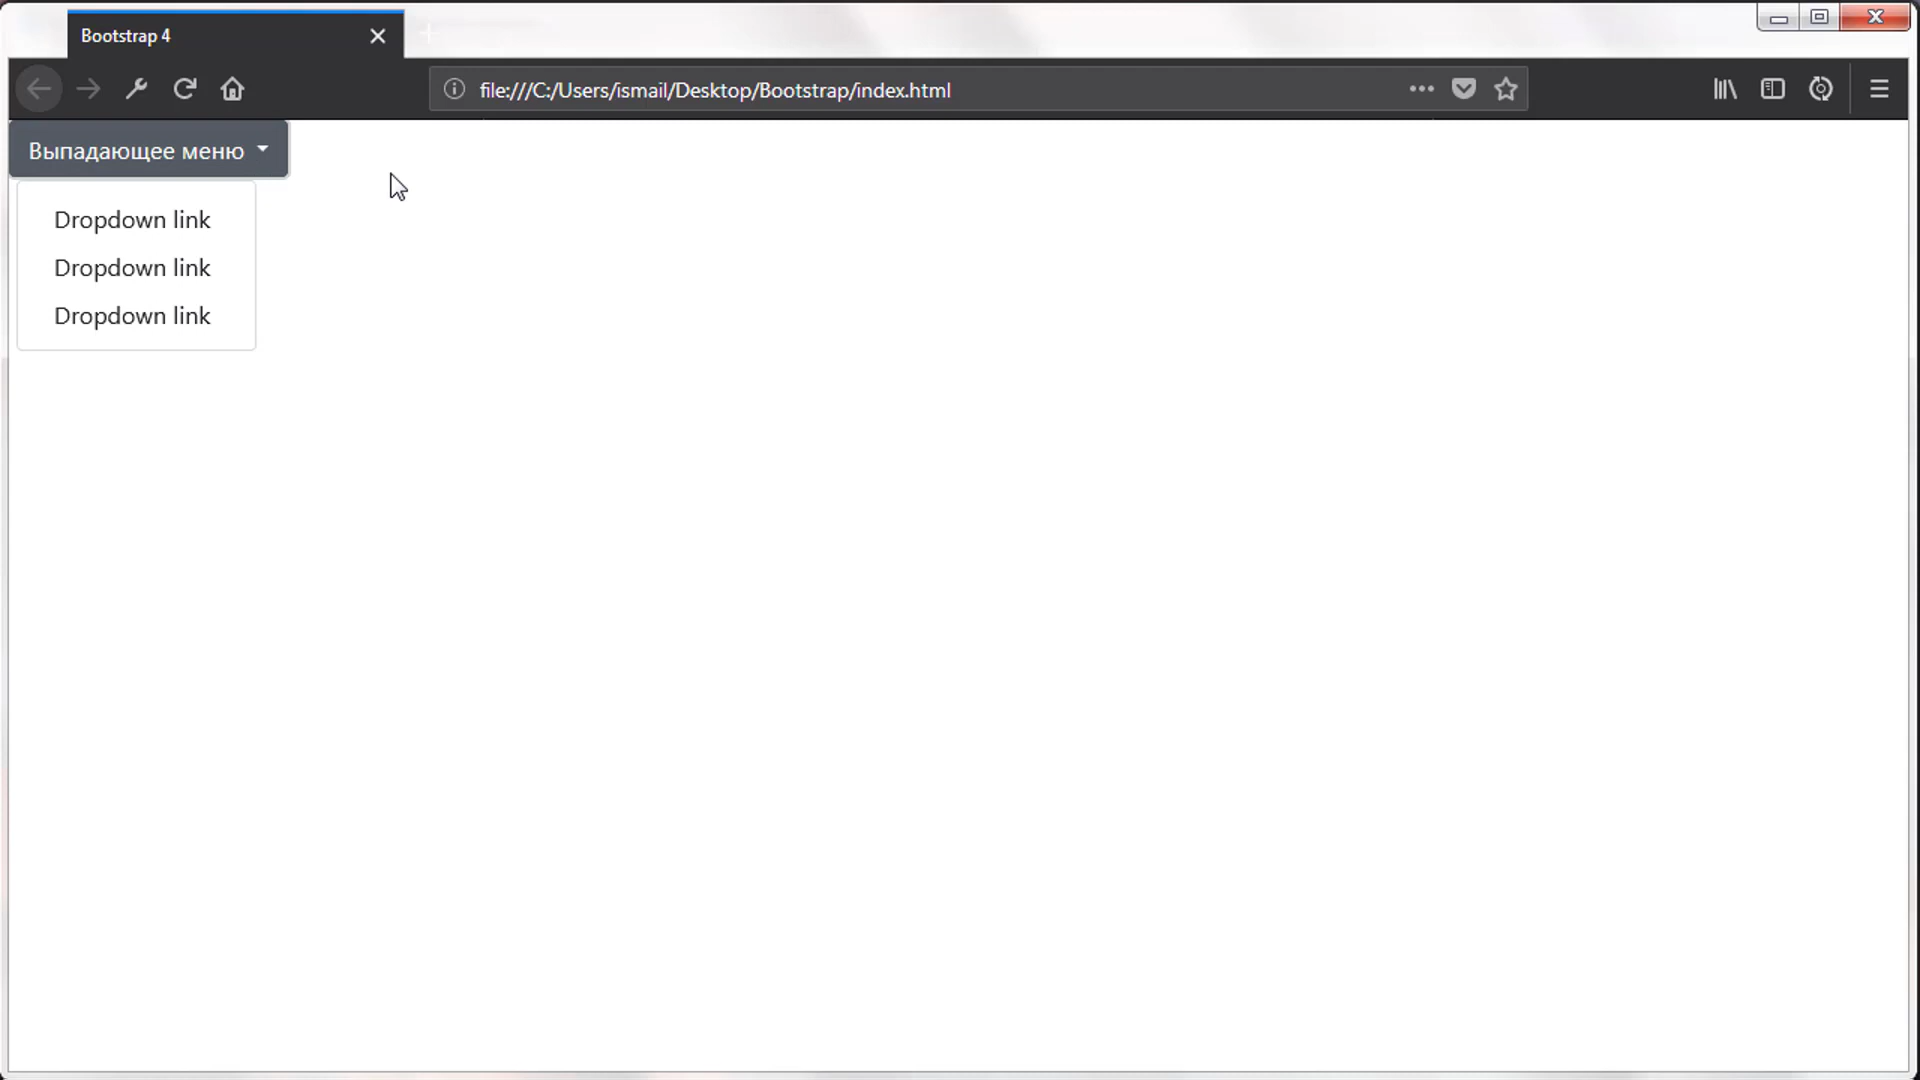 Bootstrap 4
file:///C:/Users/ismail/Desktop/Bootstrap/index.html
Выпадающее меню
Dropdown link
Dropdown link
Dropdown link